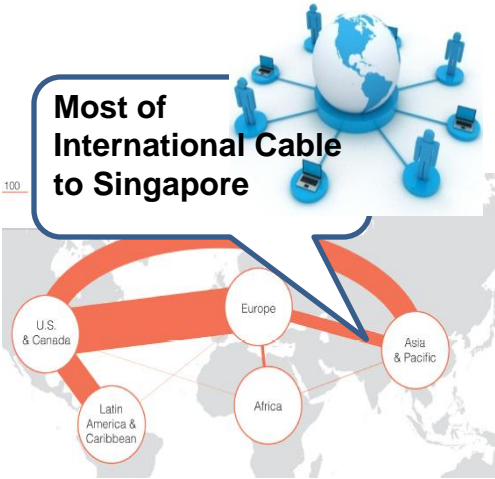 Most of
International Cable
to Singapore
100
Europe
U.S.
& Canada
Asia
& Pacific
Latin
America &
Caribbean
Africa